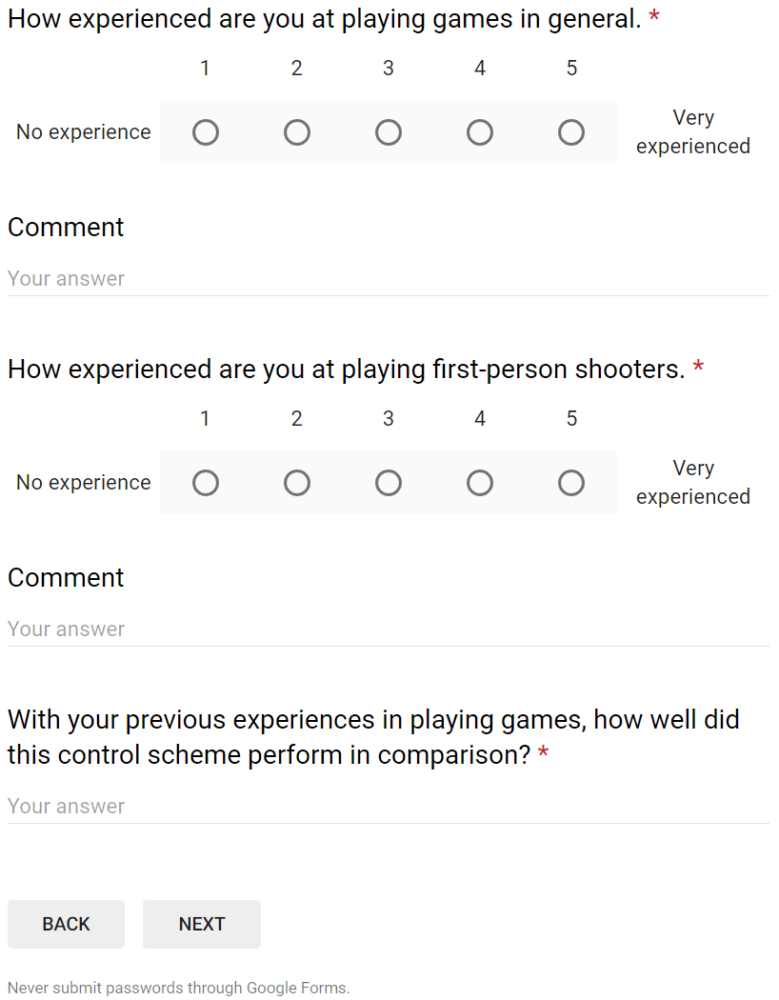 How experienced are you at playing games in general. *
1 2 3 4 5
No experience
Very
experienced
Comment
Your answer
How experienced are you at playing first-person shooters. *
1 2 3 4 5
No experience
Very
experienced
Comment
Your answer
With your previous experiences in playing games, how well did
this control scheme perform in comparison? *
Your answer
BACK NEXT
Never submit passwords through Google Forms.